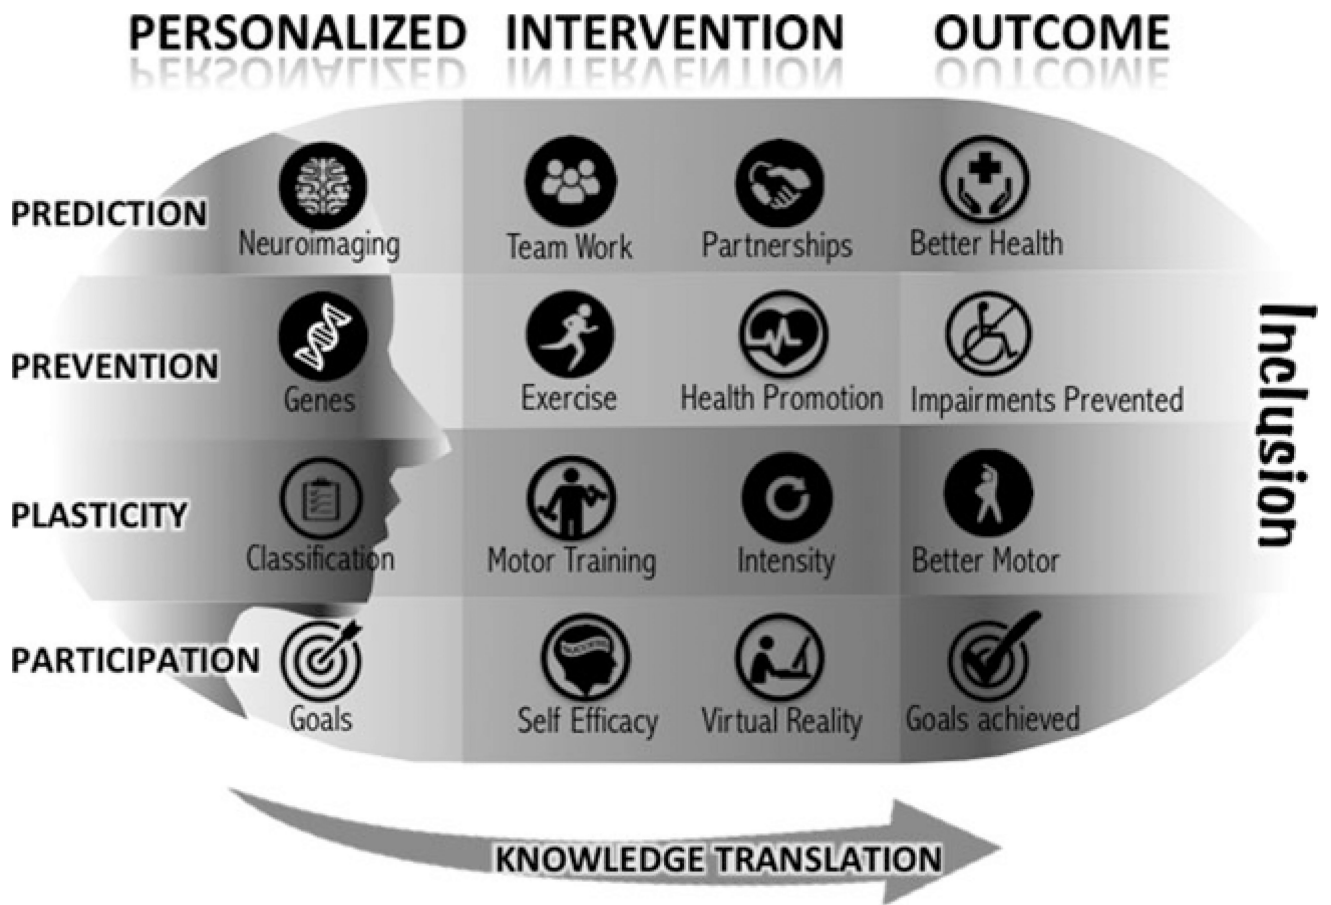 PERSONALIZED INTERVENTION OUTCOME
PREDICTION
Neuroimaging
Team Work
Partnerships
Better Health
PREVENTION
Genes
Exercise
Health Promotion
Impairments Prevented
PLASTICITY
Classification
Motor Training
Intensity
Better Motor
PARTICIPATION
Goals
SUCCESS
Self Efficacy
Virtual Reality
Goals achieved
Inclusion
KNOWLEDGE TRANSLATION